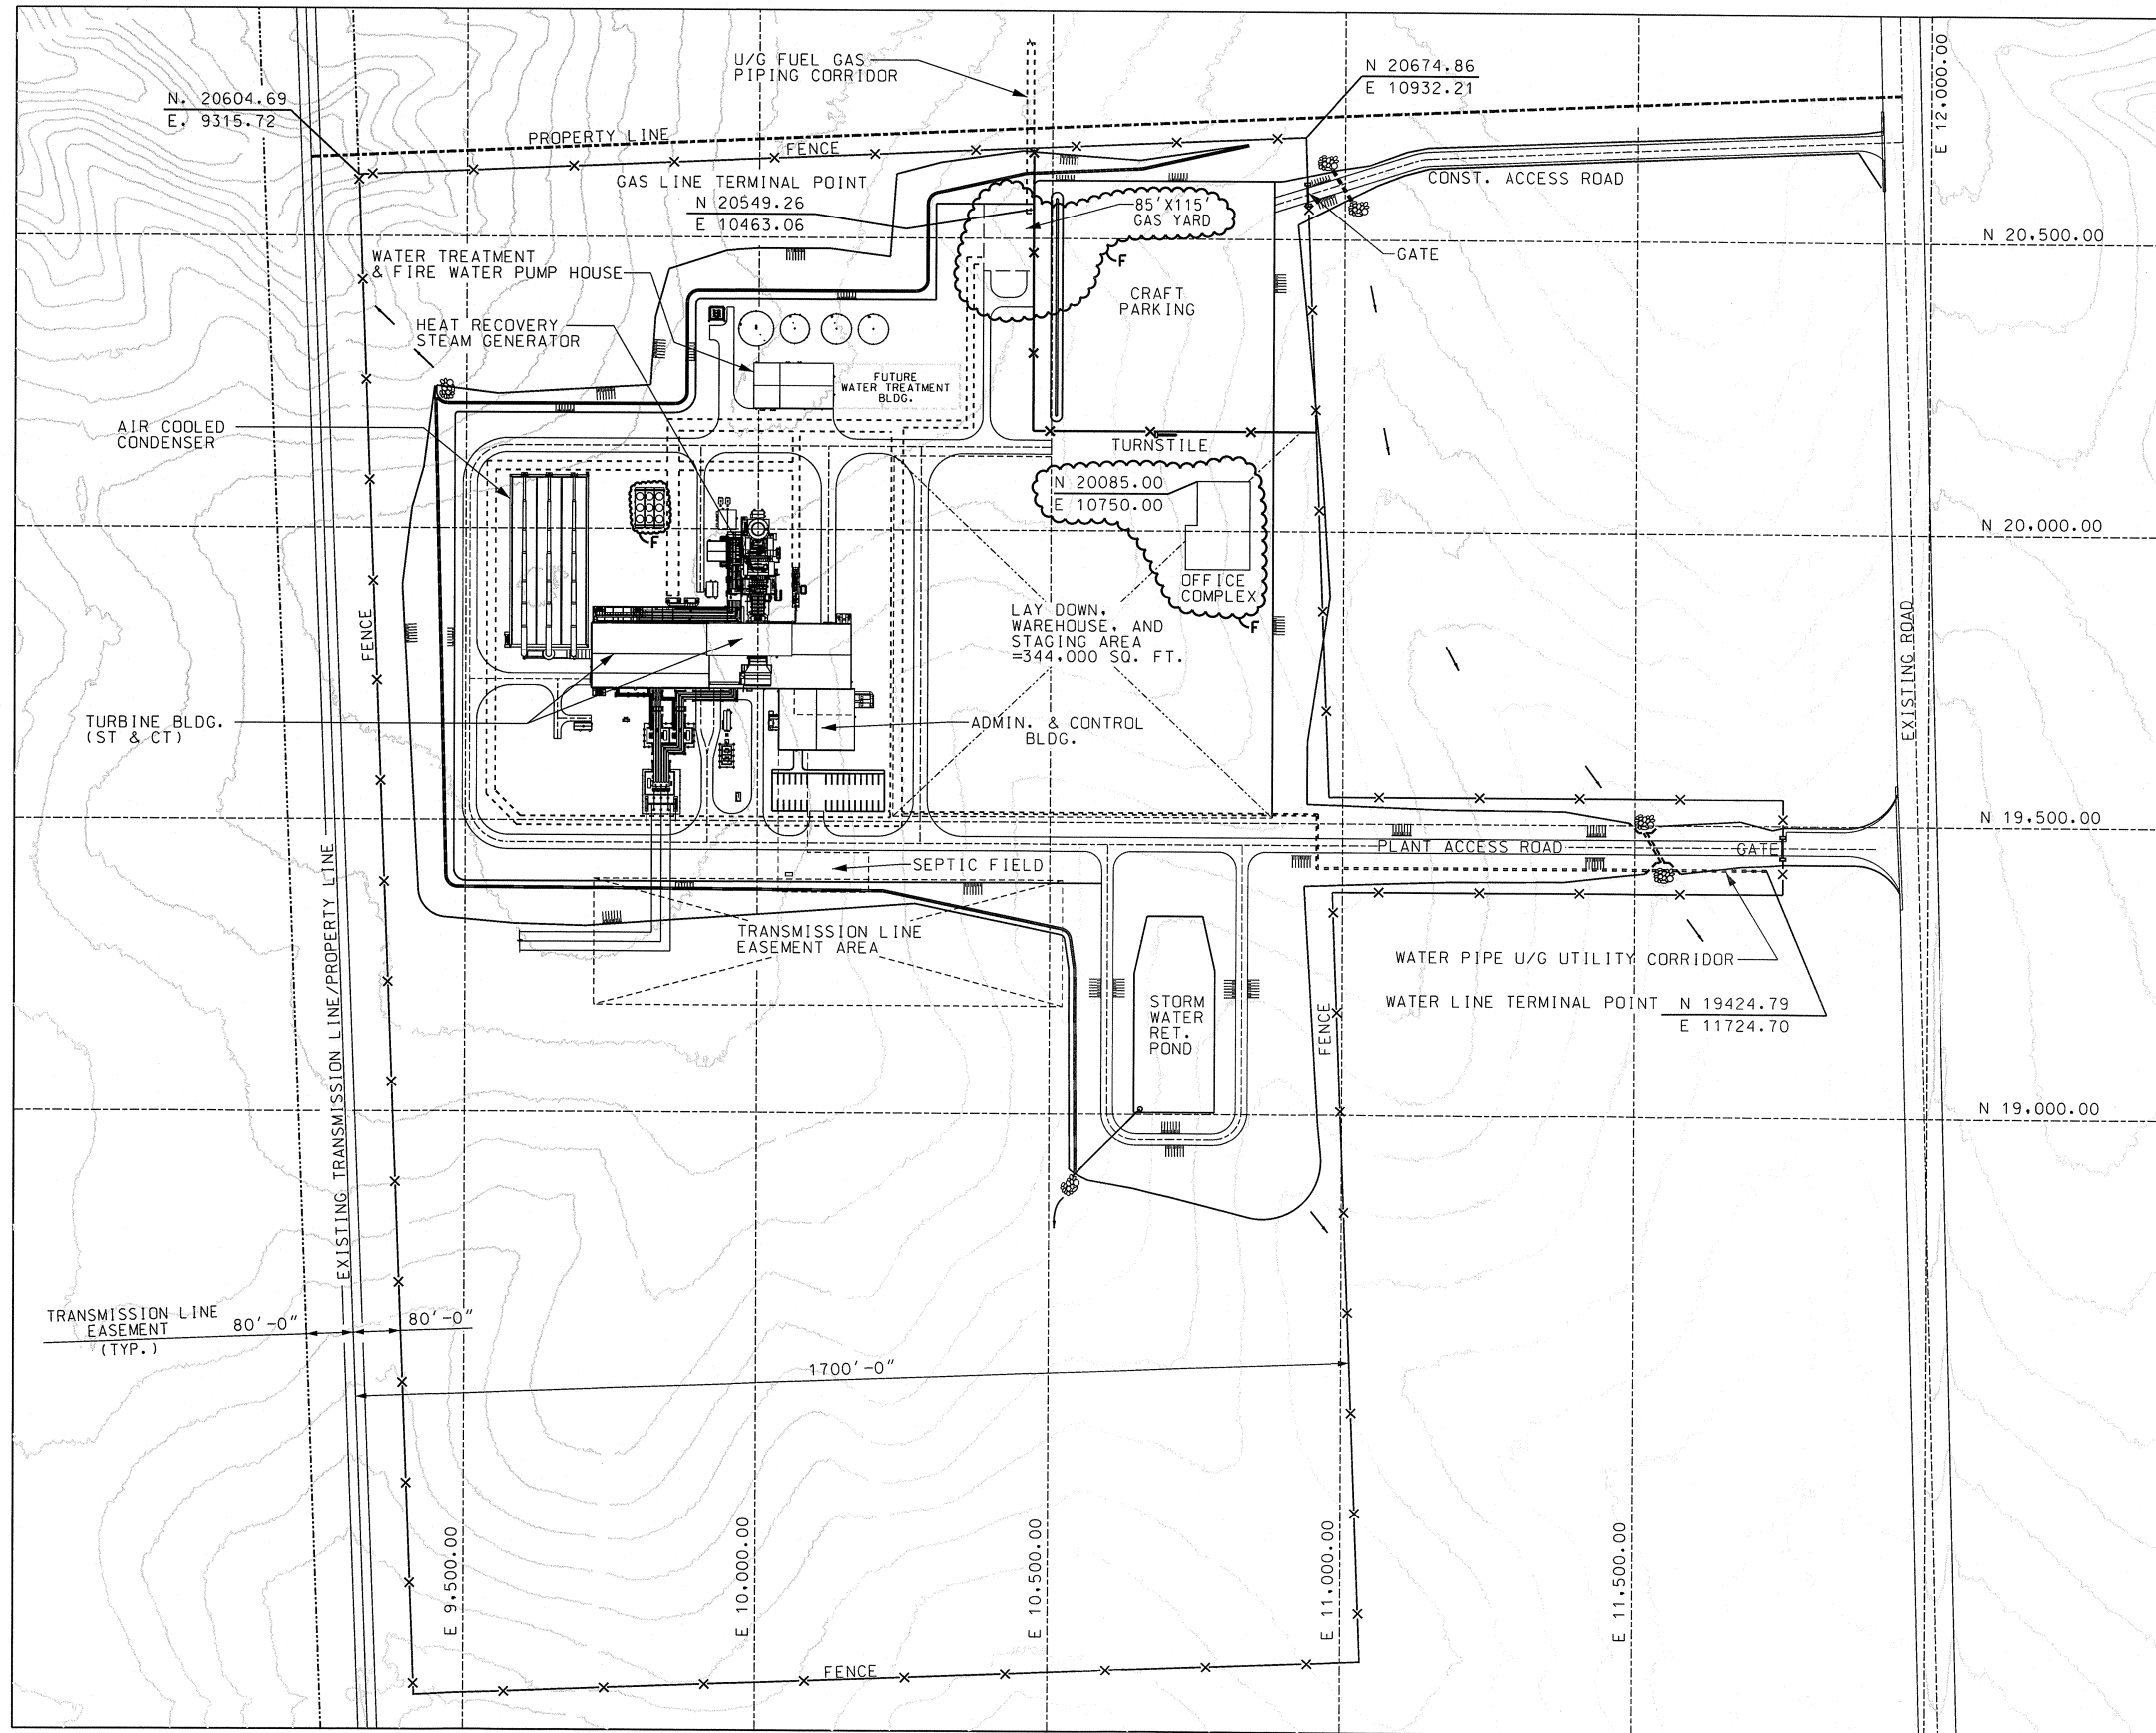 U/G FUEL GAS
PIPING CORRIDOR
N 20674.86
E 10932.21
E 12,000.00
N. 20604.69
E. 9315.72
PROPERTY LINE
FENCE
GAS LINE TERMINAL POINT
N 20549.26
E 10463.06
85'X115'
GAS YARD
CONST. ACCESS ROAD
N 20,500.00
GATE
F
WATER TREATMENT
& FIRE WATER PUMP HOUSE
CRAFT
PARKING
HEAT RECOVERY
STEAM GENERATOR
FUTURE
WATER TREATMENT
BLDG.
AIR COOLED
CONDENSER
TURNSTILE
N 20085.00
E 10750.00
N 20,000.00
F
OFFICE
COMPLEX
F
LAY DOWN,
WAREHOUSE, AND
STAGING AREA
=344,000 SQ. FT.
FENCE
EXISTING ROAD
TURBINE BLDG.
(ST & CT)
ADMIN. & CONTROL
BLDG.
N 19,500.00
PLANT ACCESS ROAD
GATE
SEPTIC FIELD
TRANSMISSION LINE
EASEMENT AREA
WATER PIPE U/G UTILITY CORRIDOR
WATER LINE TERMINAL POINT
N 19424.79
E 11724.70
STORM
WATER
RET.
POND
FENCE
EXISTING TRANSMISSION LINE/PROPERTY LINE
N 19,000.00
TRANSMISSION LINE
EASEMENT
(TYP.)
80'-0"
80'-0"
1700'-0"
E 9,500.00
E 10,000.00
E 10,500.00
E 11,000.00
E 11,500.00
FENCE